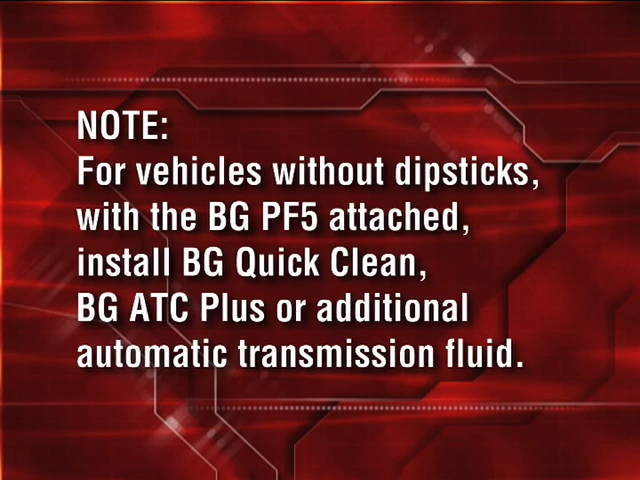 NOTE:
For vehicles without dipsticks,
with the BG PF5 attached,
install BG Quick Clean,
BG ATC Plus or additional
automatic transmission fluid.